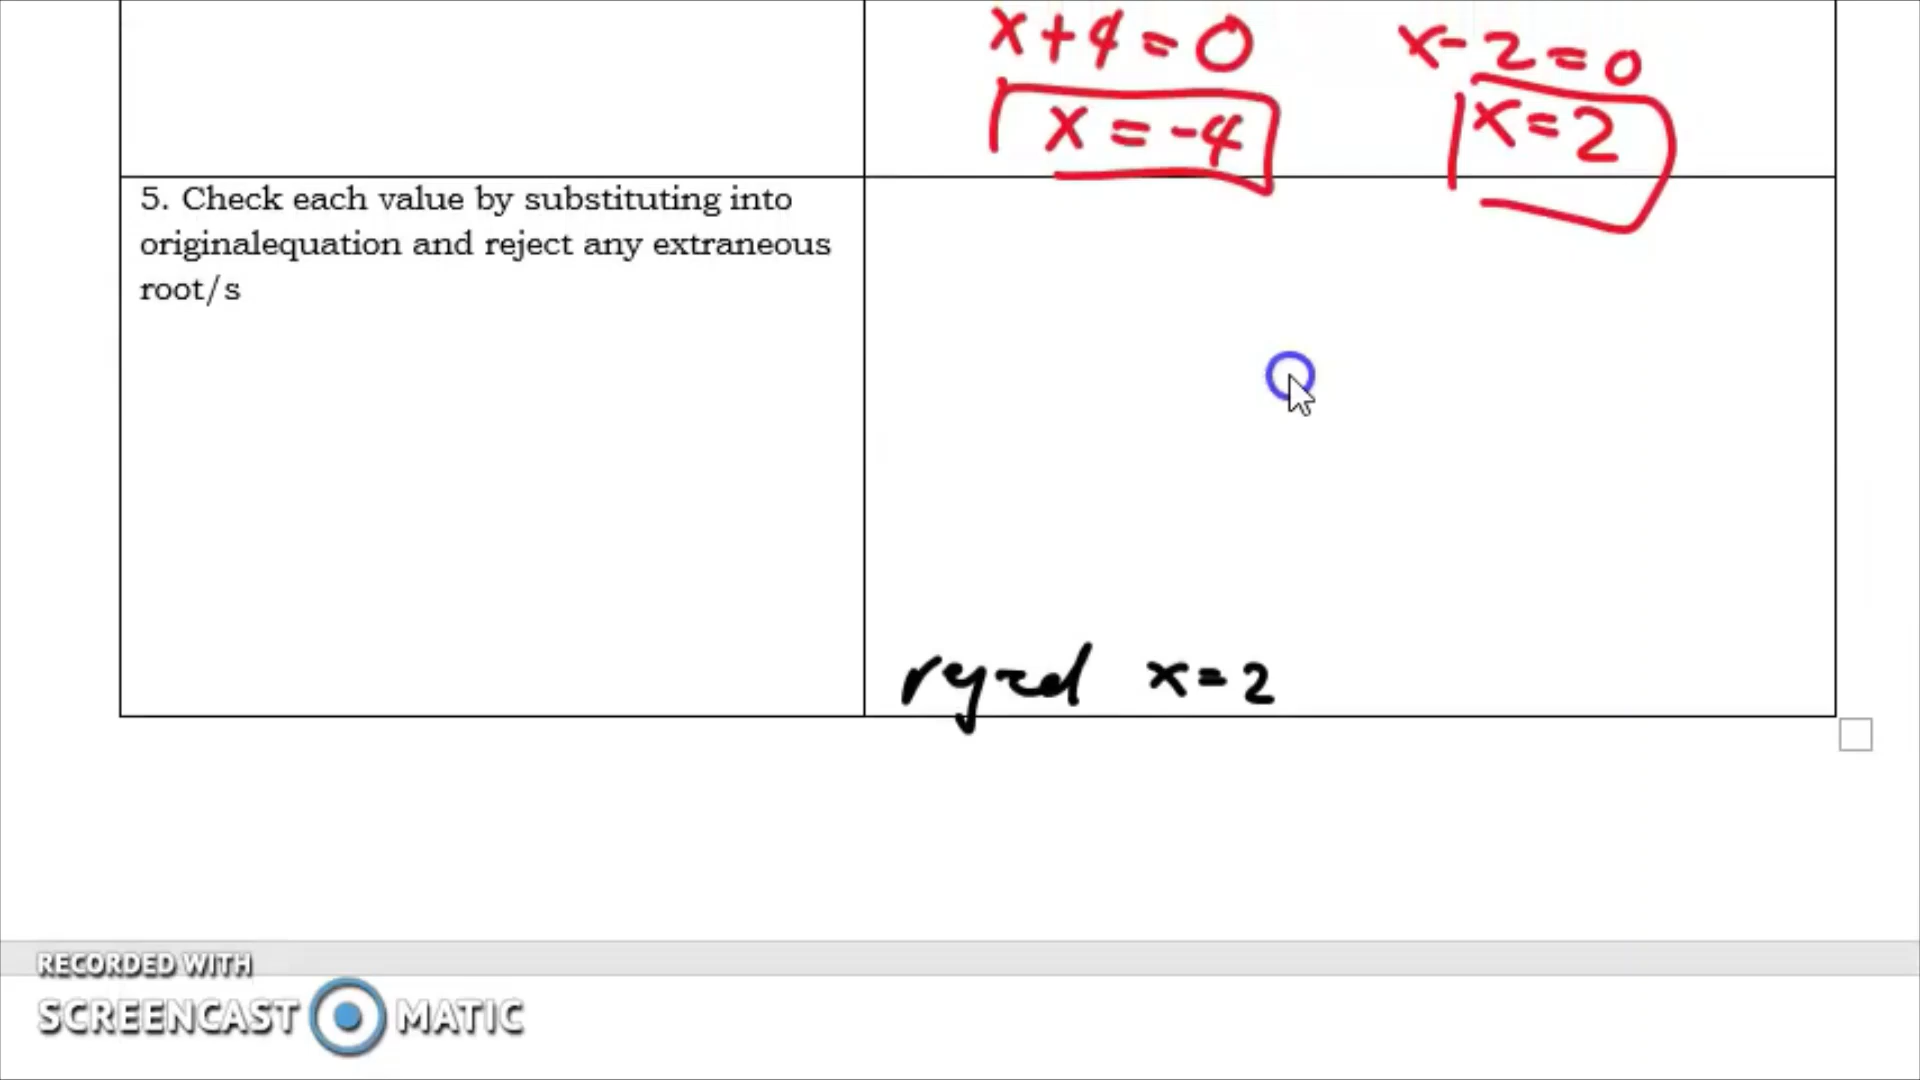 x+4=0 x-2=0
x=-4 x=2
5. Check each value by substituting into
originalequation and reject any extraneous
root/s
x=2
RECORDED WITH
SCREENCAST MATIC